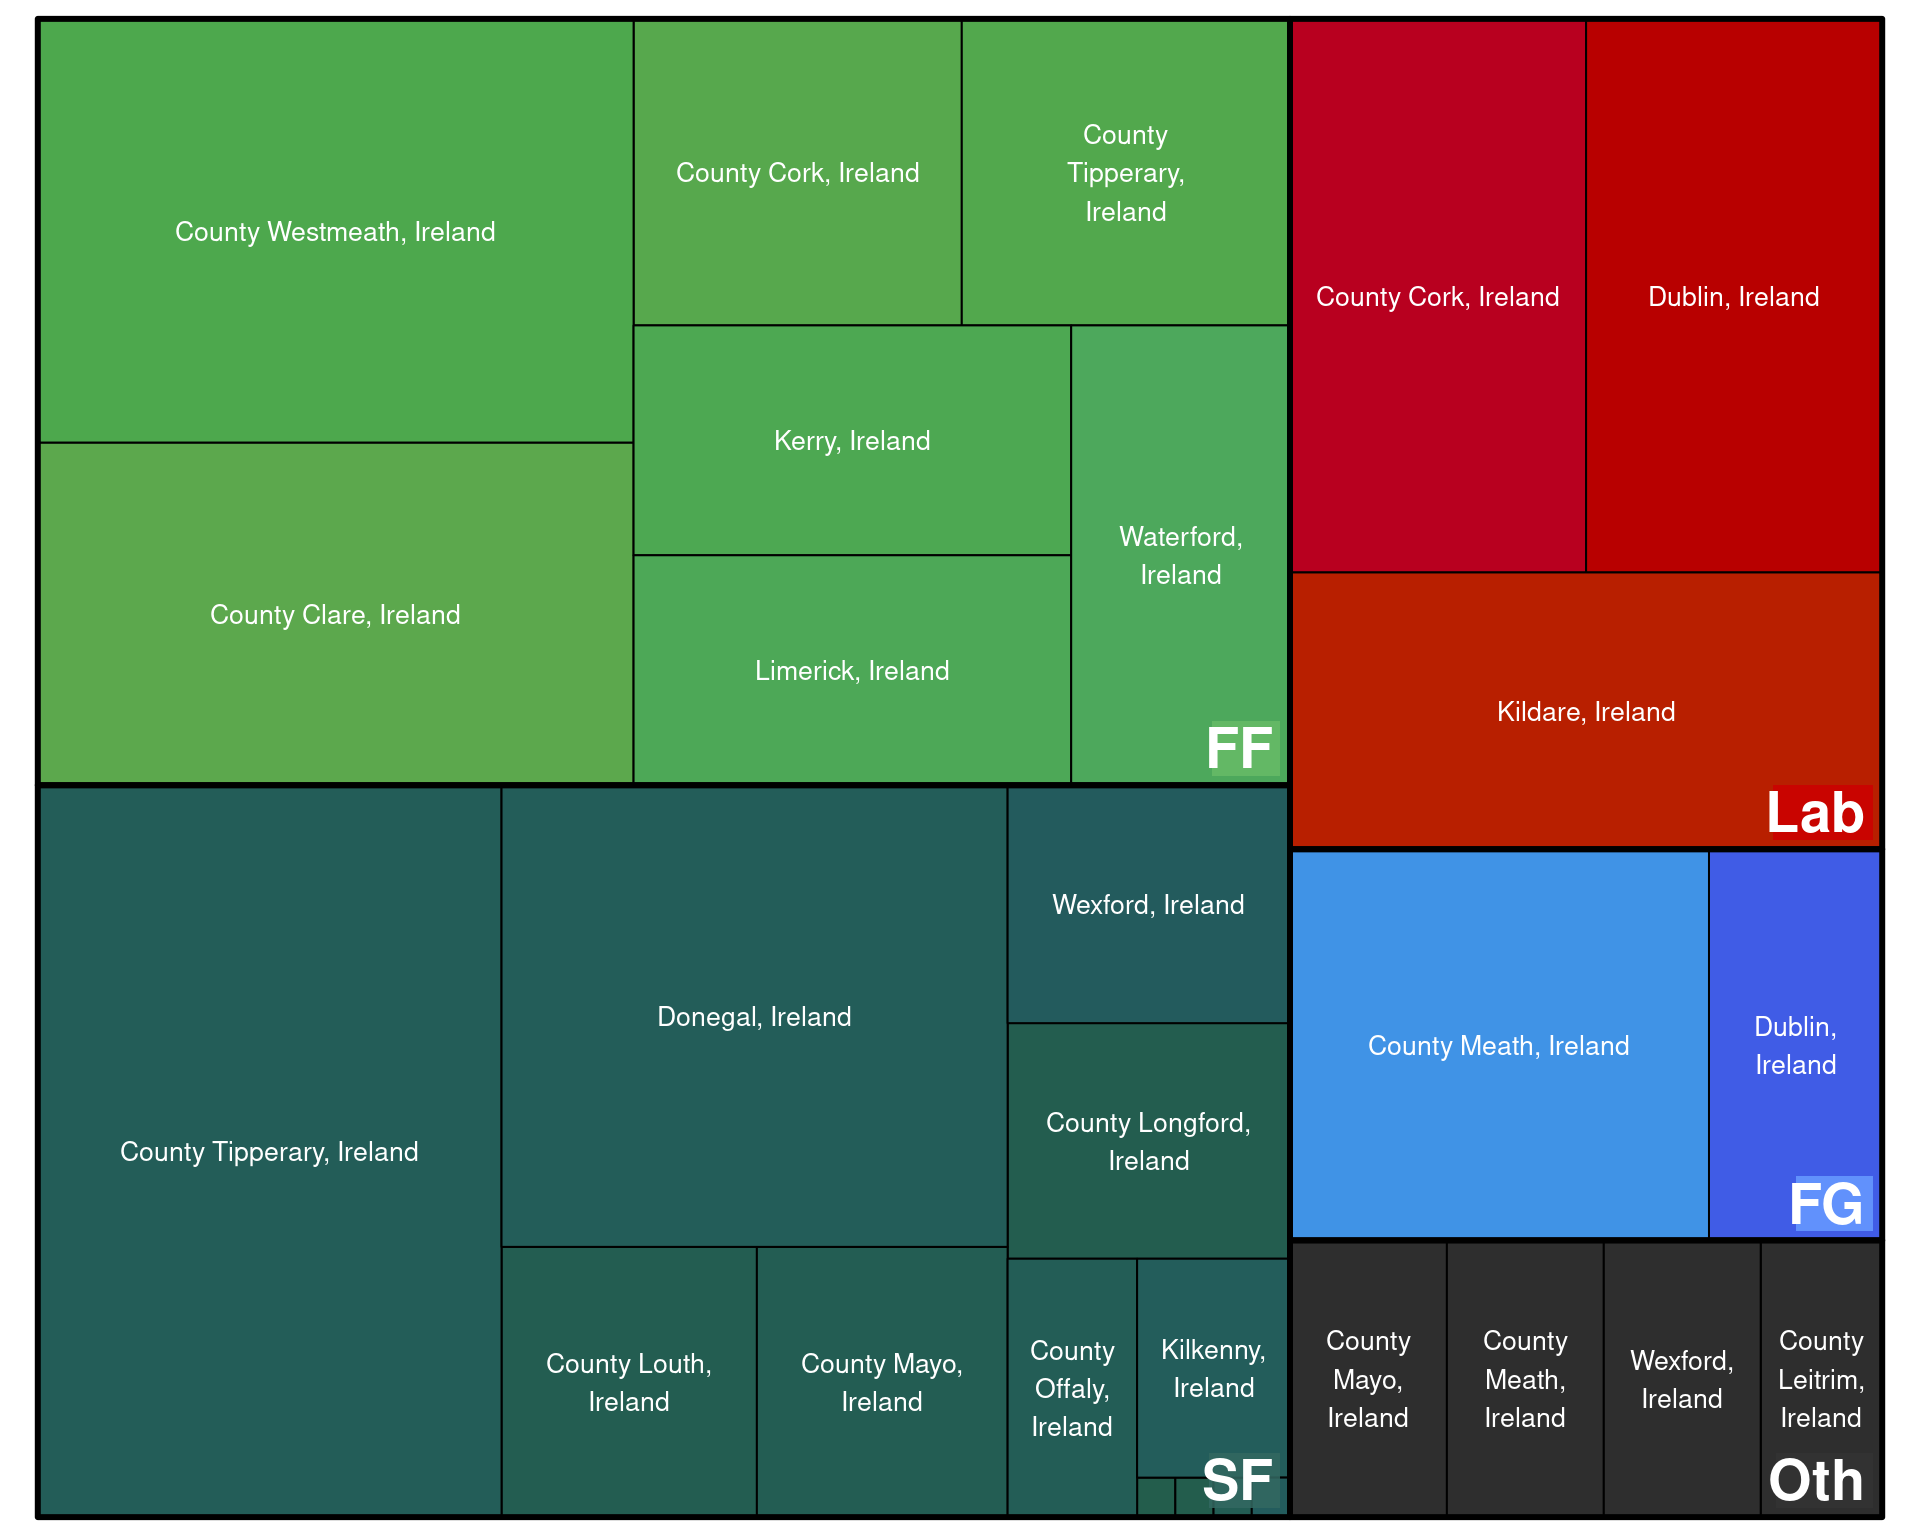 County Westmeath, Ireland
County Cork, Ireland
County
Tipperary,
Ireland
County Clare, Ireland
Kerry, Ireland
Limerick, Ireland
Waterford,
Ireland
FF
County Cork, Ireland
Dublin, Ireland
Kildare, Ireland
Lab
County Tipperary, Ireland
Donegal, Ireland
Wexford, Ireland
County Longford,
Ireland
County Louth,
Ireland
County Mayo,
Ireland
County
Offaly,
Ireland
Kilkenny,
Ireland
SF
County Meath, Ireland
Dublin,
Ireland
FG
County
Mayo,
Ireland
County
Meath,
Ireland
Wexford,
Ireland
County
Leitrim,
Ireland
Oth